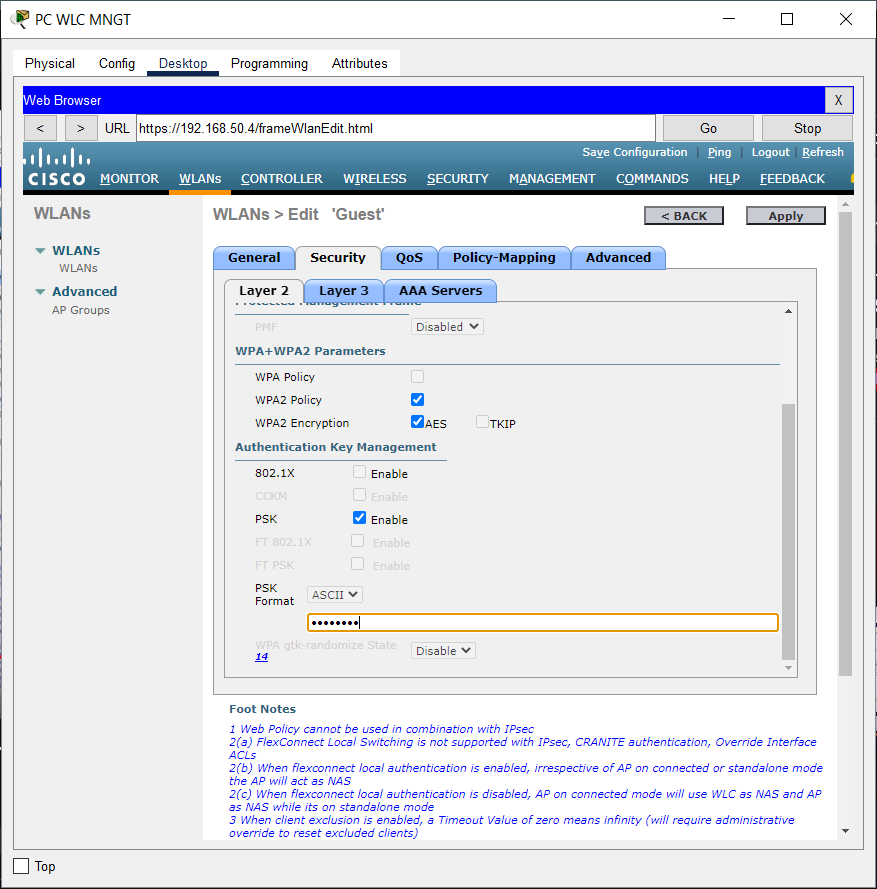 PC WLC MNGT
Physical Config Desktop Programming Attributes
Web Browser X
< > URL https://192.168.50.4/frameWlanEdit.html Go Stop
Save Configuration | Ping | Logout | Refresh
CISCO MONITOR WLANs CONTROLLER WIRELESS SECURITY MANAGEMENT COMMANDS HELP FEEDBACK
WLANs WLANs > Edit 'Guest' < BACK Apply
WLANs
WLANs
Advanced
AP Groups
General Security QoS Policy-Mapping Advanced
Layer 2 Layer 3 AAA Servers
Protected Management Frame
PMF Disabled
WPA+WPA2 Parameters
WPA Policy
WPA2 Policy
WPA2 Encryption AES TKIP
Authentication Key Management
802.1X Enable
CCKM Enable
PSK Enable
FT 802.1X Enable
FT PSK Enable
PSK
Format ASCII
••••••••
WPA gtk-randomize State Disable
14
Foot Notes
1 Web Policy cannot be used in combination with IPsec
2(a) FlexConnect Local Switching is not supported with IPsec, CRANITE authentication, Override Interface
ACLs
2(b) When flexconnect local authentication is enabled, irrespective of AP on connected or standalone mode
the AP will act as NAS
2(c) When flexconnect local authentication is disabled, AP on connected mode will use WLC as NAS and AP
as NAS while its on standalone mode
3 When client exclusion is enabled, a Timeout Value of zero means infinity (will require administrative
override to reset excluded clients)
Top